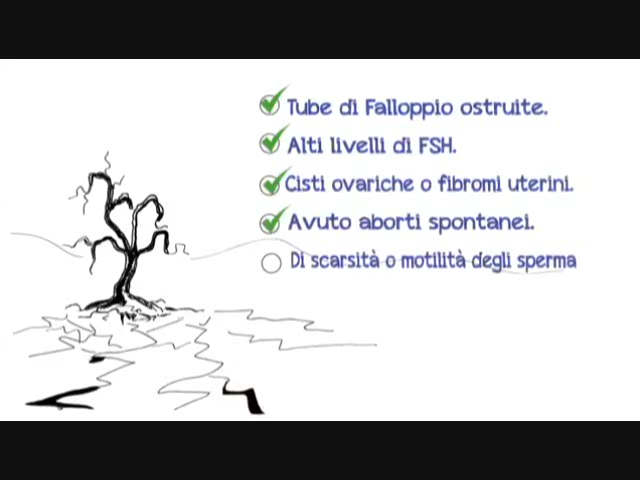 Tube di Falloppio ostruite.
Alti livelli di FSH.
Cisti ovariche o fibromi uterini.
Avuto aborti spontanei.
Di scarsità o motilità degli sperma